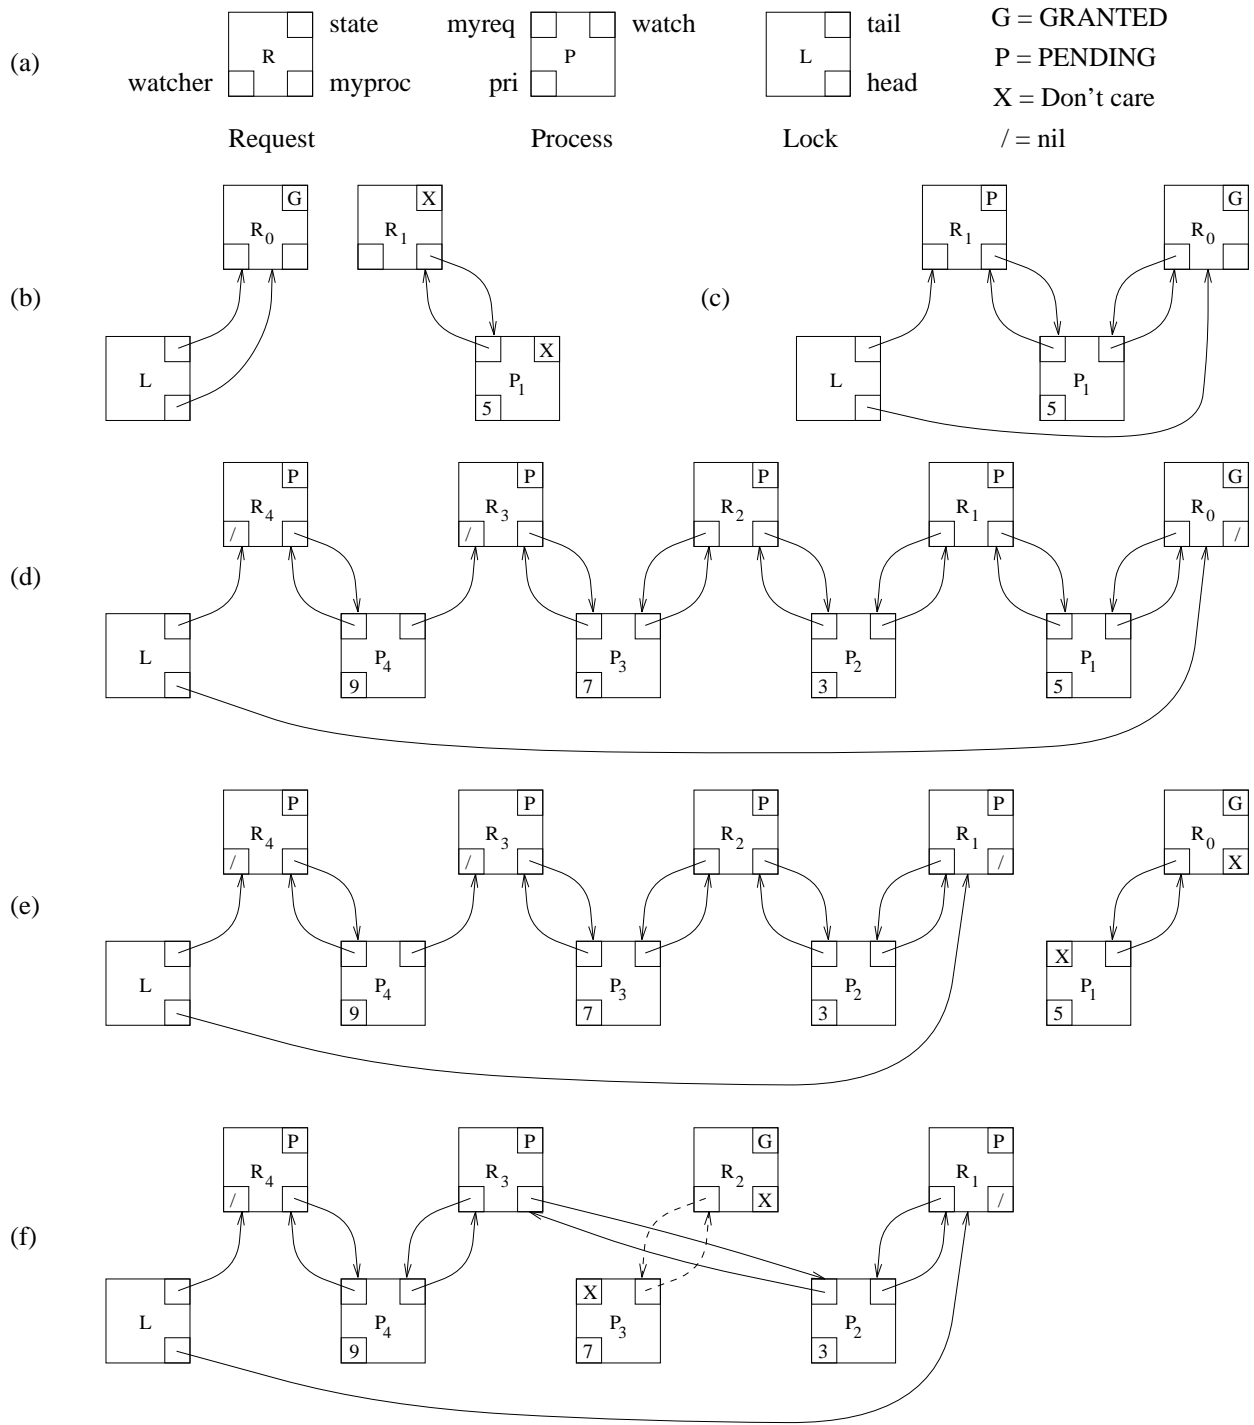 state
myreq
watch
tail
G = GRANTED
(a)
R
P
L
P = PENDING
watcher
myproc
pri
head
X = Don't care
Request
Process
Lock
/ = nil
G
X
P
G
R0
R1
R1
R0
(b)
(c)
X
L
P1
L
P1
5
5
P
P
P
P
G
R4
R3
R2
R1
R0
/
/
/
(d)
L
P4
P3
P2
P1
9
7
3
5
P
P
P
P
G
R4
R3
R2
R1
R0
/
/
/
X
(e)
X
L
P4
P3
P2
P1
9
7
3
5
P
P
G
P
R4
R3
R2
R1
/
X
/
(f)
X
L
P4
P3
P2
9
7
3